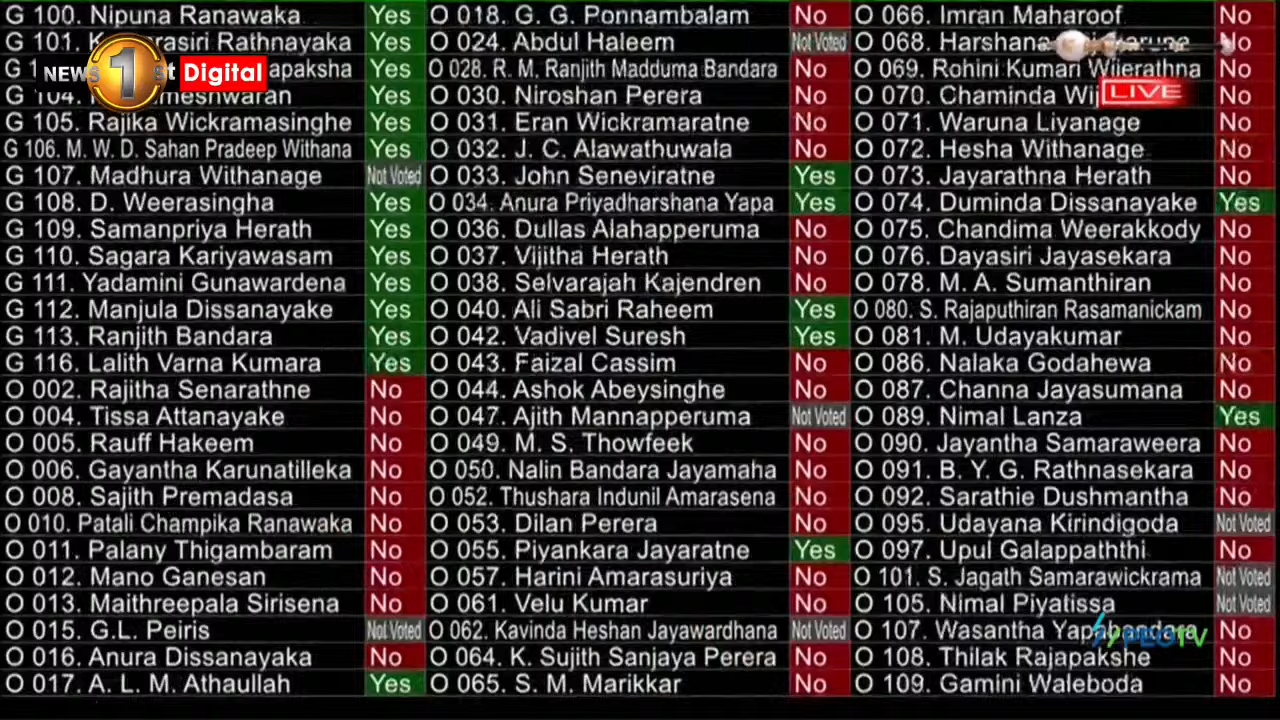 G 100. Nipuna Ranawaka Yes
G 101. Rathnayaka Yes
Yes
Yes
G 105. Rajika Wickramasinghe Yes
G 106. M. W. D. Sahan Pradeep Withana Yes
G 107. Madhura Withanage Not Voted
G 108. D. Weerasingha Yes
G 109. Samanpriya Herath Yes
G 110. Sagara Kariyawasam Yes
G 111. Yadamini Gunawardena Yes
G 112. Manjula Dissanayake Yes
G 113. Ranjith Bandara Yes
G 116. Lalith Varna Kumara Yes
O 002. Rajitha Senarathne No
O 004. Tissa Attanayake No
O 005. Rauff Hakeem No
O 006. Gayantha Karunatilleka No
O 008. Sajith Premadasa No
O 010. Patali Champika Ranawaka No
O 011. Palany Thigambaram No
O 012. Mano Ganesan No
O 013. Maithreepala Sirisena No
O 015. G.L. Peiris Not Voted
O 016. Anura Dissanayaka No
O 017. A. L. M. Athaullah Yes
O 018. G. G. Ponnambalam No
O 024. Abdul Haleem Not Voted
O 028. R. M. Ranjith Madduma Bandara No
O 030. Niroshan Perera No
O 031. Eran Wickramaratne No
O 032. J. C. Alawathuwala No
O 033. John Seneviratne Yes
O 034. Anura Priyadharshana Yapa Yes
O 036. Dullas Alahapperuma No
O 037. Vijitha Herath No
O 038. Selvarajah Kajendren No
O 040. Ali Sabri Raheem Yes
O 042. Vadivel Suresh Yes
O 043. Faizal Cassim No
O 044. Ashok Abeysinghe No
O 047. Ajith Mannapperuma Not Voted
O 049. M. S. Thowfeek No
O 050. Nalin Bandara Jayamaha No
O 052. Thushara Indunil Amarasena No
O 053. Dilan Perera No
O 055. Piyankara Jayaratne Yes
O 057. Harini Amarasuriya No
O 061. Velu Kumar No
O 062. Kavinda Heshan Jayawardhana Not Voted
O 064. K. Sujith Sanjaya Perera No
O 065. S. M. Marikkar No
O 066. Imran Maharoof No
O 068. Harshana No
O 069. Rohini Kumari Wijerathna No
O 070. Chaminda No
O 071. Waruna Liyanage No
O 072. Hesha Withanage No
O 073. Jayarathna Herath No
O 074. Duminda Dissanayake Yes
O 075. Chandima Weerakkody No
O 076. Dayasiri Jayasekara No
O 078. M. A. Sumanthiran No
O 080. S. Rajaputhiran Rasamanickam No
O 081. M. Udayakumar No
O 086. Nalaka Godahewa No
O 087. Channa Jayasumana No
O 089. Nimal Lanza Yes
O 090. Jayantha Samaraweera No
O 091. B. Y. G. Rathnasekara No
O 092. Sarathie Dushmantha No
O 095. Udayana Kirindigoda Not Voted
O 097. Upul Galappaththi No
O 101. S. Jagath Samarawickrama Not Voted
O 105. Nimal Piyatissa Not Voted
O 107. Wasantha Yapabandara No
O 108. Thilak Rajapakshe No
O 109. Gamini Waleboda No
NEWS 1st Digital
LIVE
PEO TV